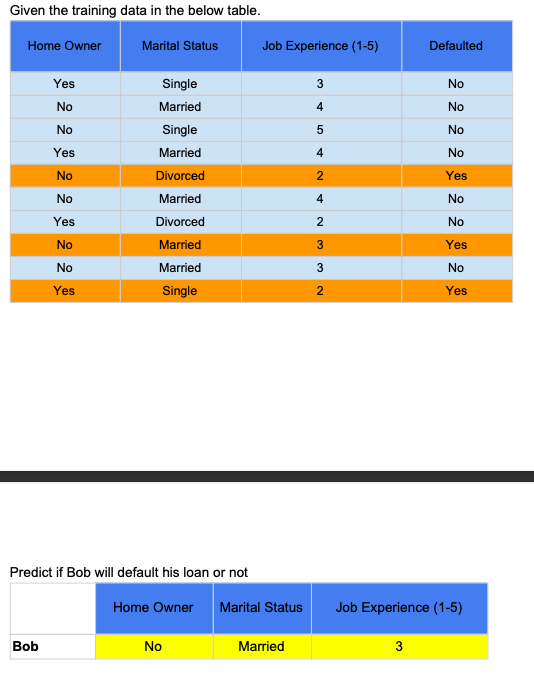 Given the training data in the below table.
Home Owner Marital Status Job Experience (1-5) Defaulted
Yes Single 3 No
No Married 4 No
No Single 5 No
Yes Married 4 No
No Divorced 2 Yes
No Married 4 No
Yes Divorced 2 No
No Married 3 Yes
No Married 3 No
Yes Single 2 Yes
Predict if Bob will default his loan or not
Home Owner Marital Status Job Experience (1-5)
Bob No Married 3